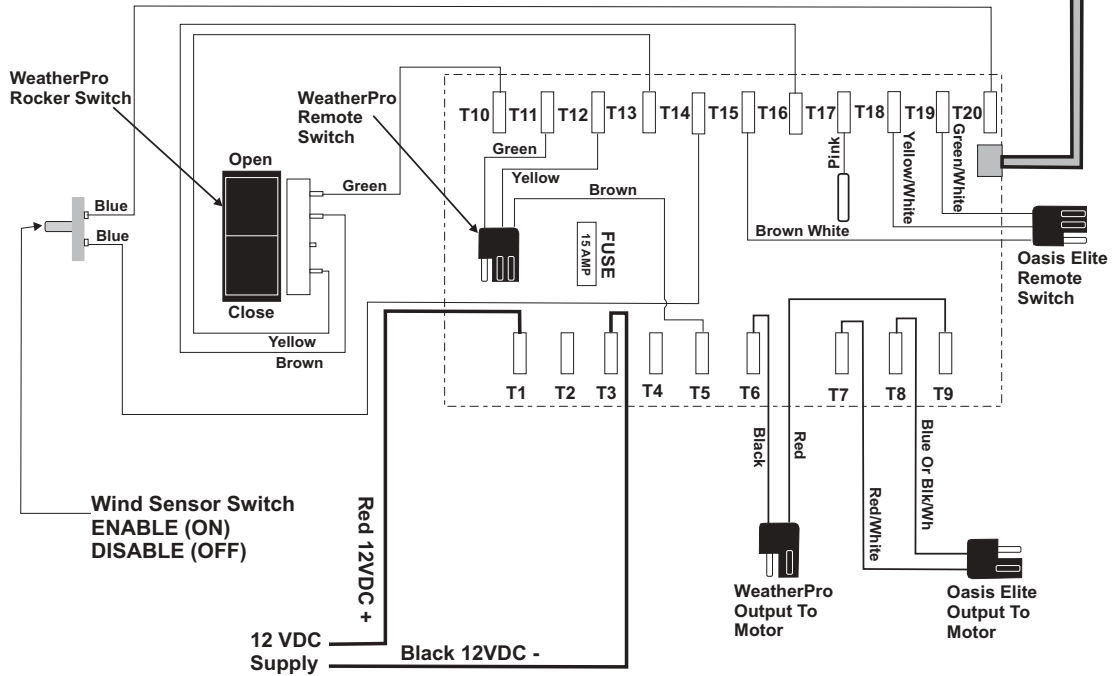 WeatherPro
Rocker Switch
WeatherPro
Remote
Switch
T10 T11 T12 T13 T14 T15 T16 T17 T18 T19 T20
Open
Green
Green
Yellow
Brown
Pink
Yellow/White
Green/White
Blue
Blue
Brown White
FUSE
15 AMP
Oasis Elite
Remote
Switch
Close
Yellow
Brown
T1 T2 T3 T4 T5 T6 T7 T8 T9
Black
Red
Red/White
Blue Or Blk/Wh
Wind Sensor Switch
ENABLE (ON)
DISABLE (OFF)
Red 12VDC +
WeatherPro
Output To
Motor
Oasis Elite
Output To
Motor
12 VDC
Supply
Black 12VDC -